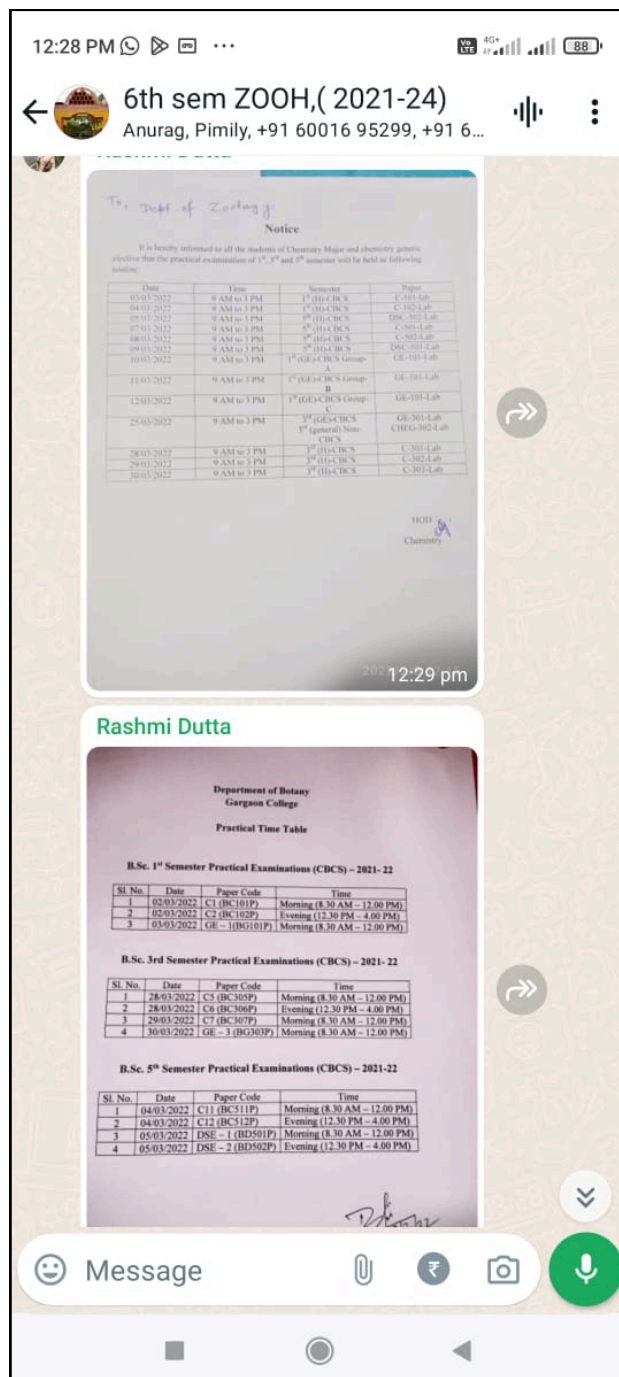 12:28 PM
Vo LTE 4G+ 88
6th sem ZOOH,( 2021-24)
Anurag, Pimily, +91 60016 95299, +91 6...
Rashmi Dutta
To, Dept of Zoology
Notice
It is hereby informed to all the students of Chemistry Major and chemistry generic
elective that the practical examination of 1st, 3rd and 5th semester will be held as following
routine.
Date Time Semester Paper
03/03/2022 9 AM to 3 PM 1st (H)-CBCS C-101-lab
04/03/2022 9 AM to 3 PM 1st (H)-CBCS C-102-Lab
05/03/2022 9 AM to 3 PM 5th (H)-CBCS DSC-502-Lab
07/03/2022 9 AM to 3 PM 5th (H)-CBCS C-501-Lab
08/03/2022 9 AM to 3 PM 5th (H)-CBCS C-502-Lab
09/03/2022 9 AM to 3 PM 5th (H)-CBCS DSC-501-Lab
10/03/2022 9 AM to 3 PM 1st (GE)-CBCS Group- GE-101-Lab
A
11/03/2022 9 AM to 3 PM 1st (GE)-CBCS Group- GE-101-Lab
B
12/03/2022 9 AM to 3 PM 1st (GE)-CBCS Group- GE-101-Lab
C
25/03/2022 9 AM to 3 PM 3rd (GE)-CBCS GE-301-Lab
3rd (general) Non- CHEG-302-Lab
CBCS
28/03/2022 9 AM to 3 PM 3rd (H)-CBCS C-301-Lab
29/03/2022 9 AM to 3 PM 3rd (H)-CBCS C-302-Lab
30/03/2022 9 AM to 3 PM 3rd (H)-CBCS C-303-Lab
HOD
Chemistry
12:29 pm
Rashmi Dutta
Department of Botany
Gargaon College
Practical Time Table
B.Sc. 1st Semester Practical Examinations (CBCS) – 2021- 22
Sl. No. Date Paper Code Time
1 02/03/2022 C1 (BC101P) Morning (8.30 AM – 12.00 PM)
2 02/03/2022 C2 (BC102P) Evening (12.30 PM – 4.00 PM)
3 03/03/2022 GE – 1(BG101P) Morning (8.30 AM – 12.00 PM)
B.Sc. 3rd Semester Practical Examinations (CBCS) – 2021- 22
Sl. No. Date Paper Code Time
1 28/03/2022 C5 (BC305P) Morning (8.30 AM – 12.00 PM)
2 28/03/2022 C6 (BC306P) Evening (12.30 PM – 4.00 PM)
3 29/03/2022 C7 (BC307P) Morning (8.30 AM – 12.00 PM)
4 30/03/2022 GE – 3 (BG303P) Morning (8.30 AM – 12.00 PM)
B.Sc. 5th Semester Practical Examinations (CBCS) – 2021-22
Sl. No. Date Paper Code Time
1 04/03/2022 C11 (BC511P) Morning (8.30 AM – 12.00 PM)
2 04/03/2022 C12 (BC512P) Evening (12.30 PM – 4.00 PM)
3 05/03/2022 DSE – 1 (BD501P) Morning (8.30 AM – 12.00 PM)
4 05/03/2022 DSE – 2 (BD502P) Evening (12.30 PM – 4.00 PM)
Message